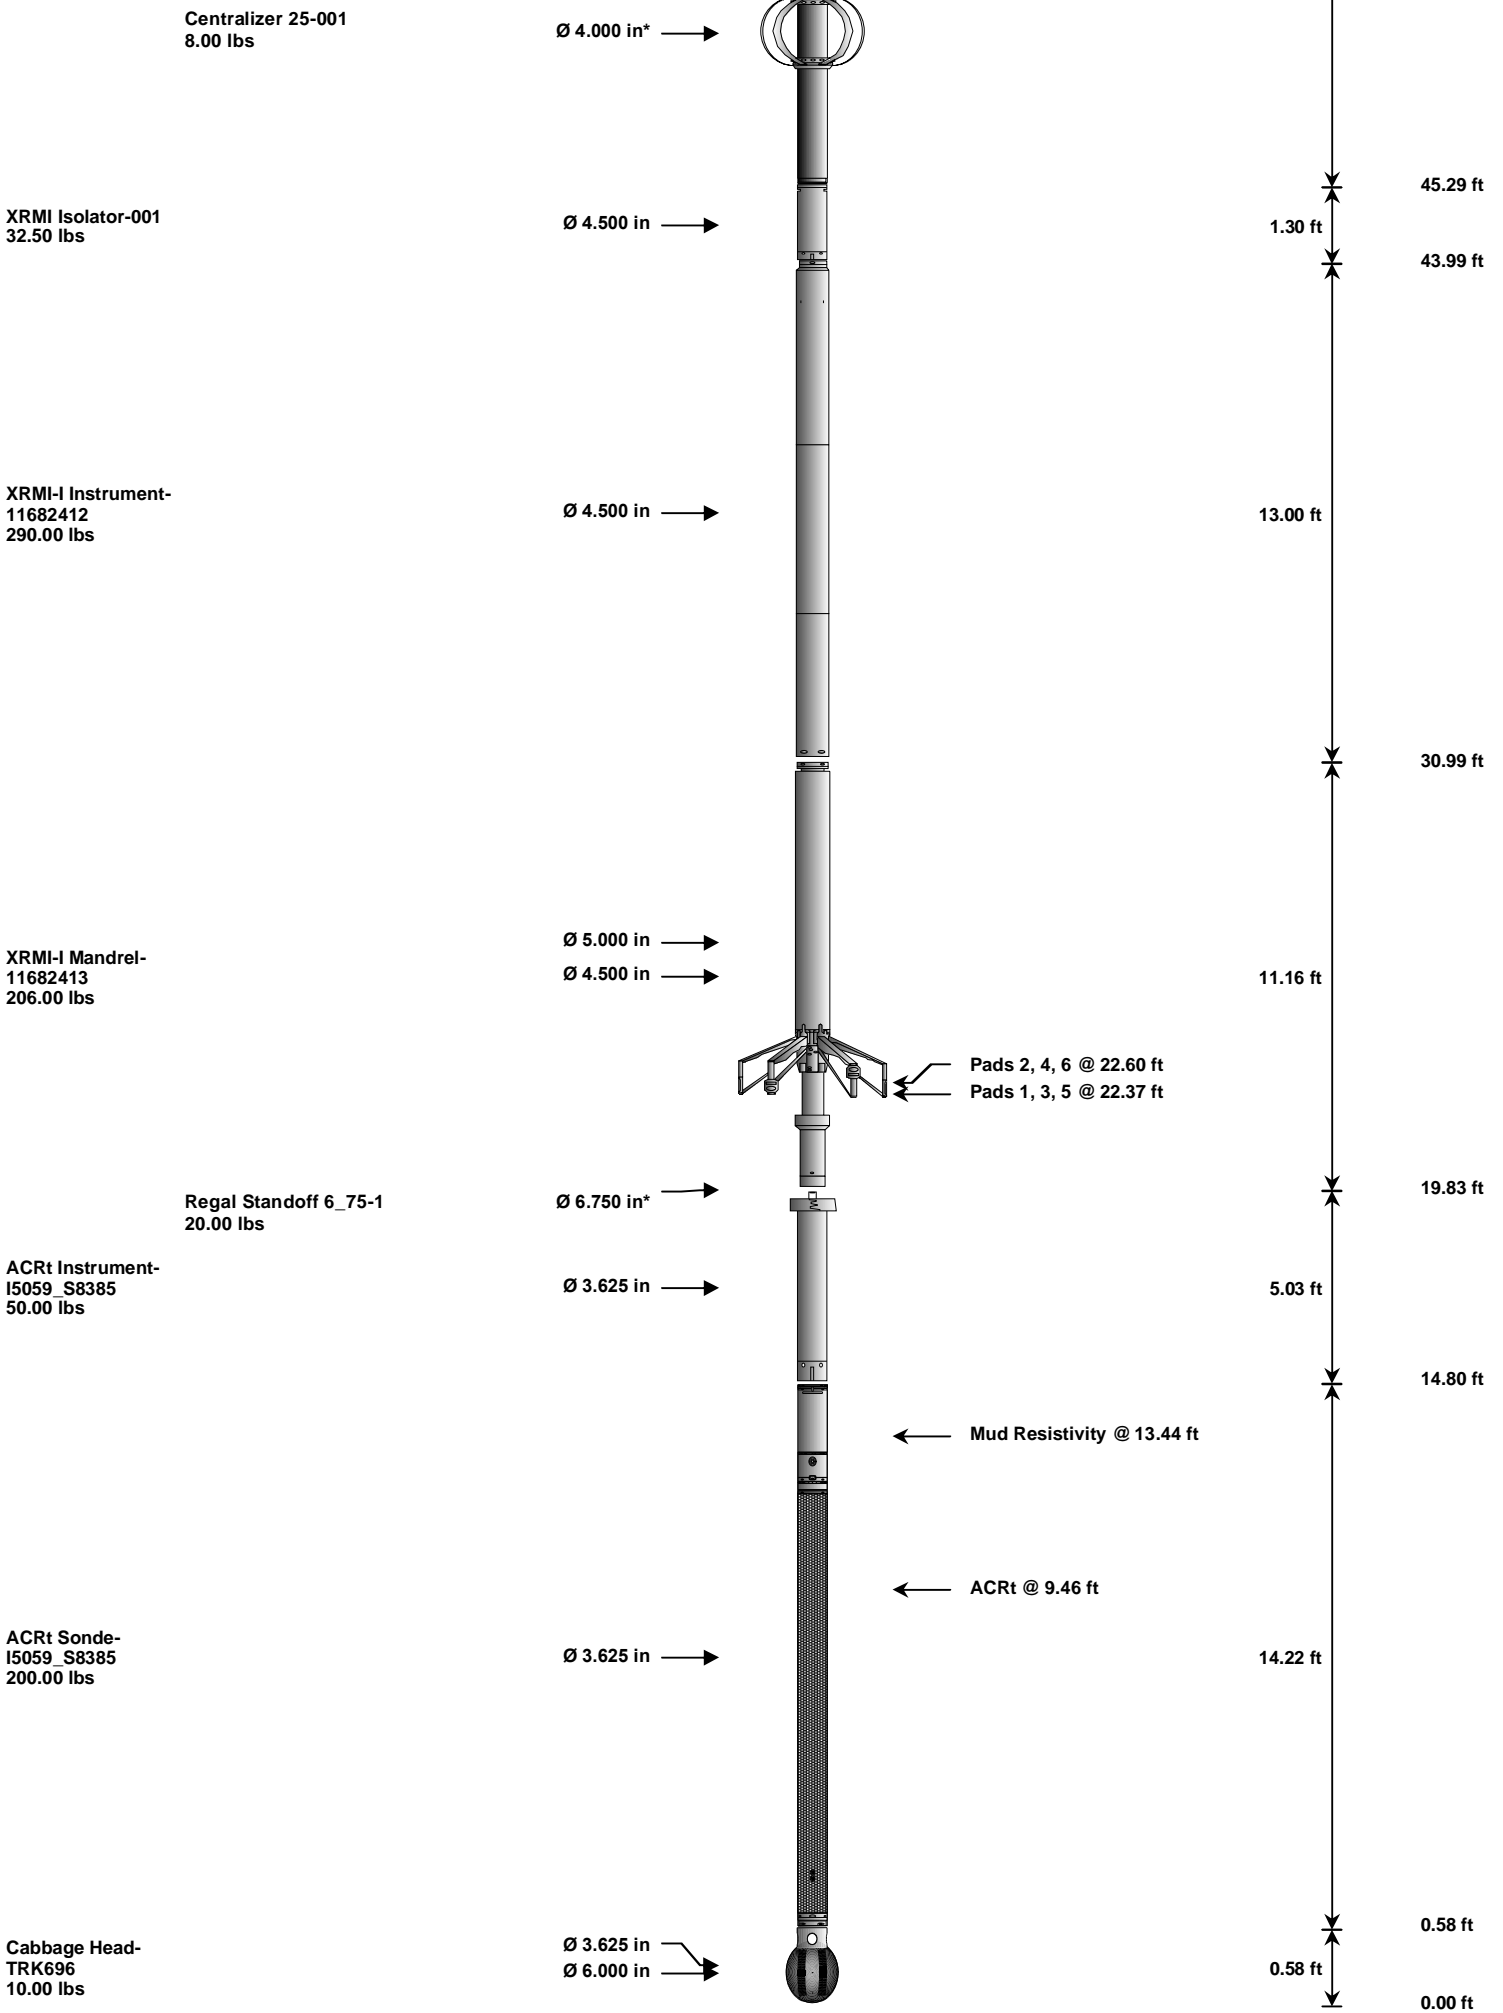 Centralizer 25-001
8.00 lbs
Ø 4.000 in*
45.29 ft
XRMI Isolator-001
32.50 lbs
Ø 4.500 in
1.30 ft
43.99 ft
XRMI-I Instrument-
11682412
290.00 lbs
Ø 4.500 in
13.00 ft
30.99 ft
XRMI-I Mandrel-
11682413
206.00 lbs
Ø 5.000 in
Ø 4.500 in
11.16 ft
Pads 2, 4, 6 @ 22.60 ft
Pads 1, 3, 5 @ 22.37 ft
19.83 ft
Regal Standoff 6_75-1
20.00 lbs
Ø 6.750 in*
ACRt Instrument-
I5059_S8385
50.00 lbs
Ø 3.625 in
5.03 ft
14.80 ft
Mud Resistivity @ 13.44 ft
ACRt @ 9.46 ft
ACRt Sonde-
I5059_S8385
200.00 lbs
Ø 3.625 in
14.22 ft
0.58 ft
Cabbage Head-
TRK696
10.00 lbs
Ø 3.625 in
Ø 6.000 in
0.58 ft
0.00 ft